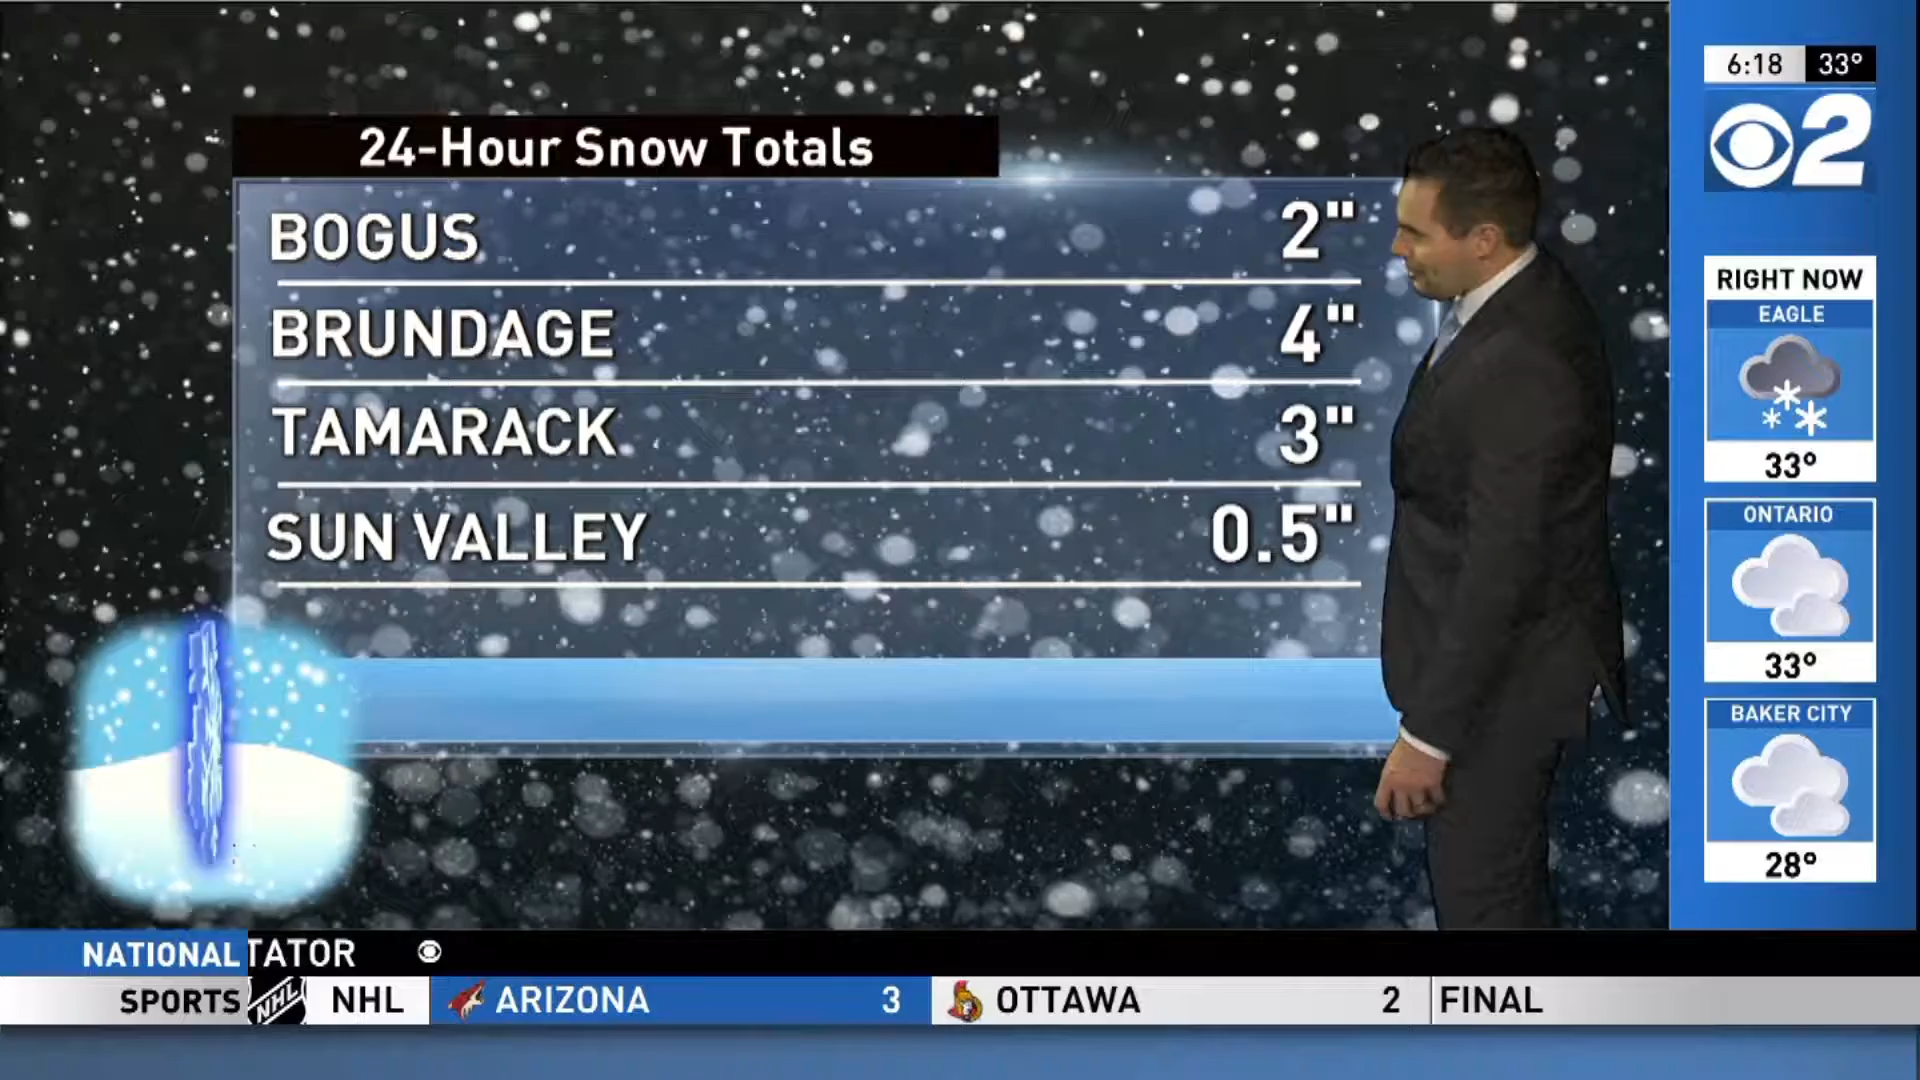 24-Hour Snow Totals
BOGUS 2"
BRUNDAGE 4"
TAMARACK 3"
SUN VALLEY 0.5"
6:18 33°
2
RIGHT NOW
EAGLE
33°
ONTARIO
33°
BAKER CITY
28°
NATIONAL TATOR
SPORTS NHL NHL ARIZONA 3 OTTAWA 2 FINAL